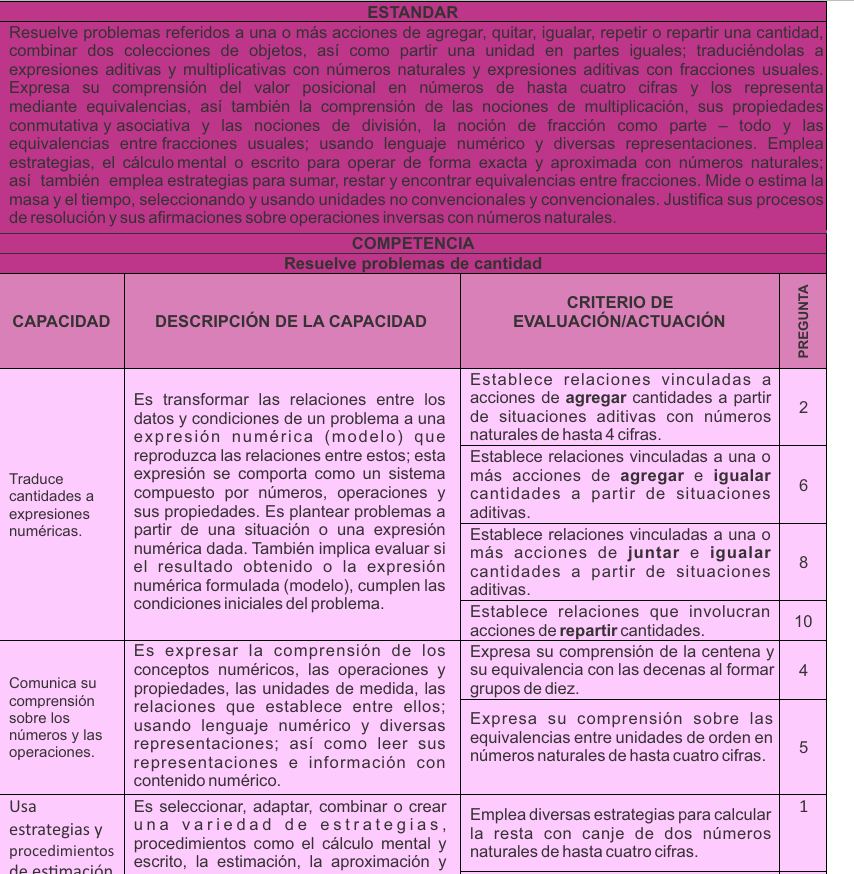 ESTANDAR
Resuelve problemas referidos a una o más acciones de agregar, quitar, igualar, repetir o repartir una cantidad,
combinar dos colecciones de objetos, así como partir una unidad en partes iguales; traduciéndolas a
expresiones aditivas y multiplicativas con números naturales y expresiones aditivas con fracciones usuales.
Expresa su comprensión del valor posicional en números de hasta cuatro cifras y los representa
mediante equivalencias, así también la comprensión de las nociones de multiplicación, sus propiedades
conmutativa y asociativa y las nociones de división, la noción de fracción como parte – todo y las
equivalencias entre fracciones usuales; usando lenguaje numérico y diversas representaciones. Emplea
estrategias, el cálculo mental o escrito para operar de forma exacta y aproximada con números naturales;
así también emplea estrategias para sumar, restar y encontrar equivalencias entre fracciones. Mide o estima la
masa y el tiempo, seleccionando y usando unidades no convencionales y convencionales. Justifica sus procesos
de resolución y sus afirmaciones sobre operaciones inversas con números naturales.
COMPETENCIA
Resuelve problemas de cantidad
CAPACIDAD
DESCRIPCIÓN DE LA CAPACIDAD
CRITERIO DE
EVALUACIÓN/ACTUACIÓN
PREGUNTA
Traduce
cantidades a
expresiones
numéricas.
Es transformar las relaciones entre los
datos y condiciones de un problema a una
expresión numérica (modelo) que
reproduzca las relaciones entre estos; esta
expresión se comporta como un sistema
compuesto por números, operaciones y
sus propiedades. Es plantear problemas a
partir de una situación o una expresión
numérica dada. También implica evaluar si
el resultado obtenido o la expresión
numérica formulada (modelo), cumplen las
condiciones iniciales del problema.
Establece relaciones vinculadas a
acciones de agregar cantidades a partir
de situaciones aditivas con números
naturales de hasta 4 cifras.
2
Establece relaciones vinculadas a una o
más acciones de agregar e igualar
cantidades a partir de situaciones
aditivas.
6
Establece relaciones vinculadas a una o
más acciones de juntar e igualar
cantidades a partir de situaciones
aditivas.
8
Establece relaciones que involucran
acciones de repartir cantidades.
10
Comunica su
comprensión
sobre los
números y las
operaciones.
Es expresar la comprensión de los
conceptos numéricos, las operaciones y
propiedades, las unidades de medida, las
relaciones que establece entre ellos;
usando lenguaje numérico y diversas
representaciones; así como leer sus
representaciones e información con
contenido numérico.
Expresa su comprensión de la centena y
su equivalencia con las decenas al formar
grupos de diez.
4
Expresa su comprensión sobre las
equivalencias entre unidades de orden en
números naturales de hasta cuatro cifras.
5
Usa
estrategias y
procedimientos
de estimación
Es seleccionar, adaptar, combinar o crear
una variedad de estrategias,
procedimientos como el cálculo mental y
escrito, la estimación, la aproximación y
Emplea diversas estrategias para calcular
la resta con canje de dos números
naturales de hasta cuatro cifras.
1